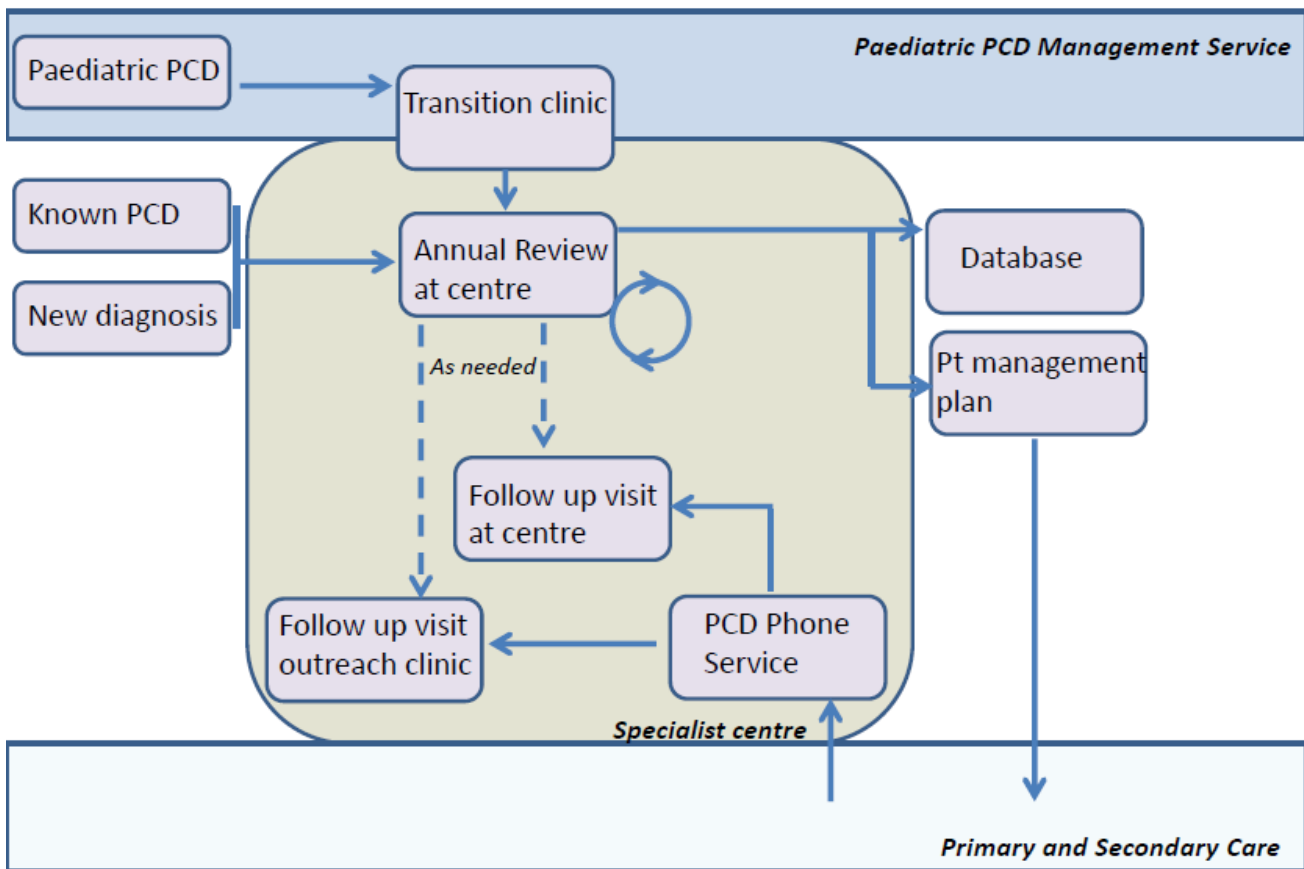 Paediatric PCD Management Service
Paediatric PCD
Transition clinic
Known PCD
New diagnosis
Annual Review
at centre
Database
As needed
Pt management
plan
Follow up visit
at centre
Follow up visit
outreach clinic
PCD Phone
Service
Specialist centre
Primary and Secondary Care